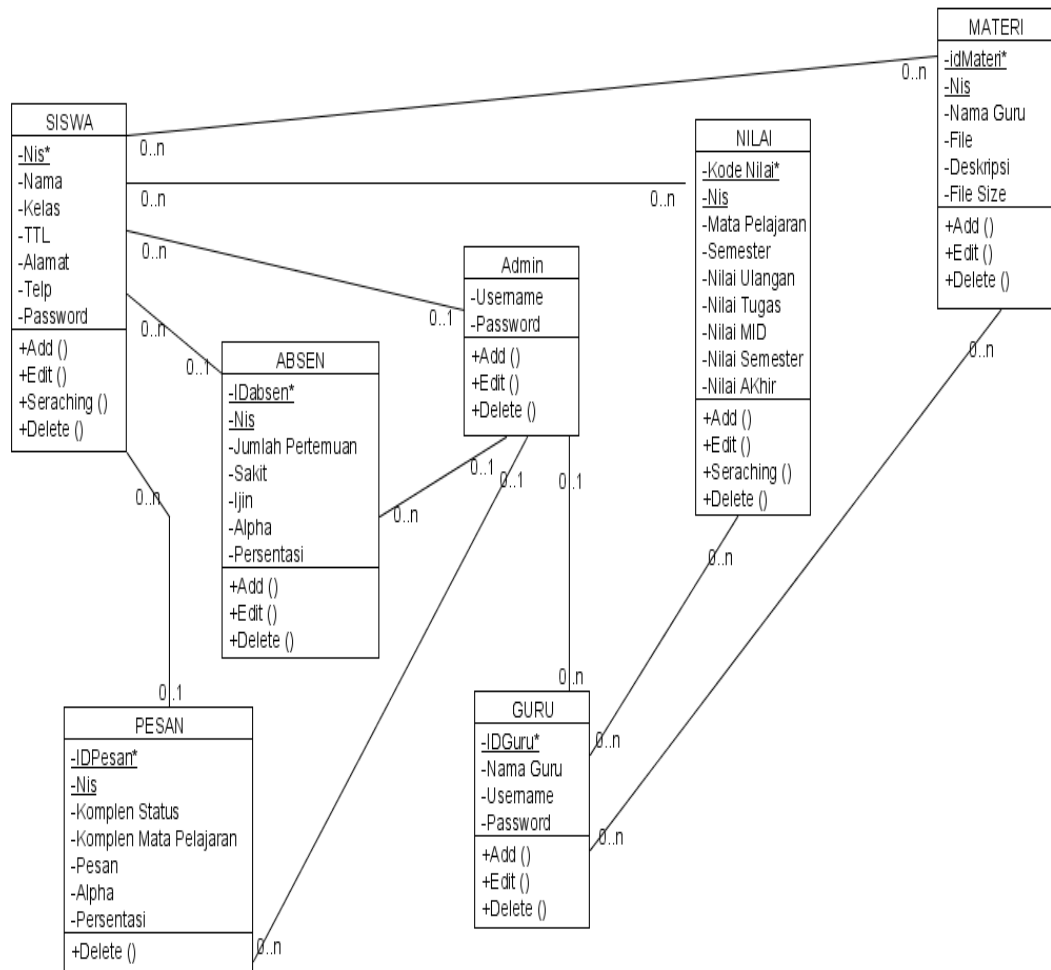 MATERI
-idMateri*
-Nis
-Nama Guru
-File
-Deskripsi
-File Size
+Add ()
+Edit ()
+Delete ()
0..n
0..n
SISWA
-Nis*
-Nama
-Kelas
-TTL
-Alamat
-Telp
-Password
+Add ()
+Edit ()
+Seraching ()
+Delete ()
0..n
0..n
0..n
0..1
0..n
0..1
0..n
0..1
NILAI
-Kode Nilai*
-Nis
-Mata Pelajaran
-Semester
-Nilai Ulangan
-Nilai Tugas
-Nilai MID
-Nilai Semester
-Nilai AKhir
+Add ()
+Edit ()
+Seraching ()
+Delete ()
Admin
-Username
-Password
+Add ()
+Edit ()
+Delete ()
ABSEN
-IDabsen*
-Nis
-Jumlah Pertemuan
-Sakit
-Ijin
-Alpha
-Persentasi
+Add ()
+Edit ()
+Delete ()
0..1
0..n
0..1
0..n
0..1
0..n
0..n
0..n
0..n
0..n
PESAN
-IDPesan*
-Nis
-Komplen Status
-Komplen Mata Pelajaran
-Pesan
-Alpha
-Persentasi
+Delete ()
GURU
-IDGuru*
-Nama Guru
-Username
-Password
+Add ()
+Edit ()
+Delete ()